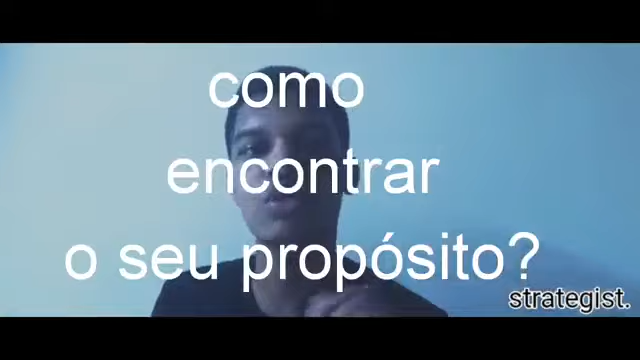 como
encontrar
o seu propósito?
strategist.